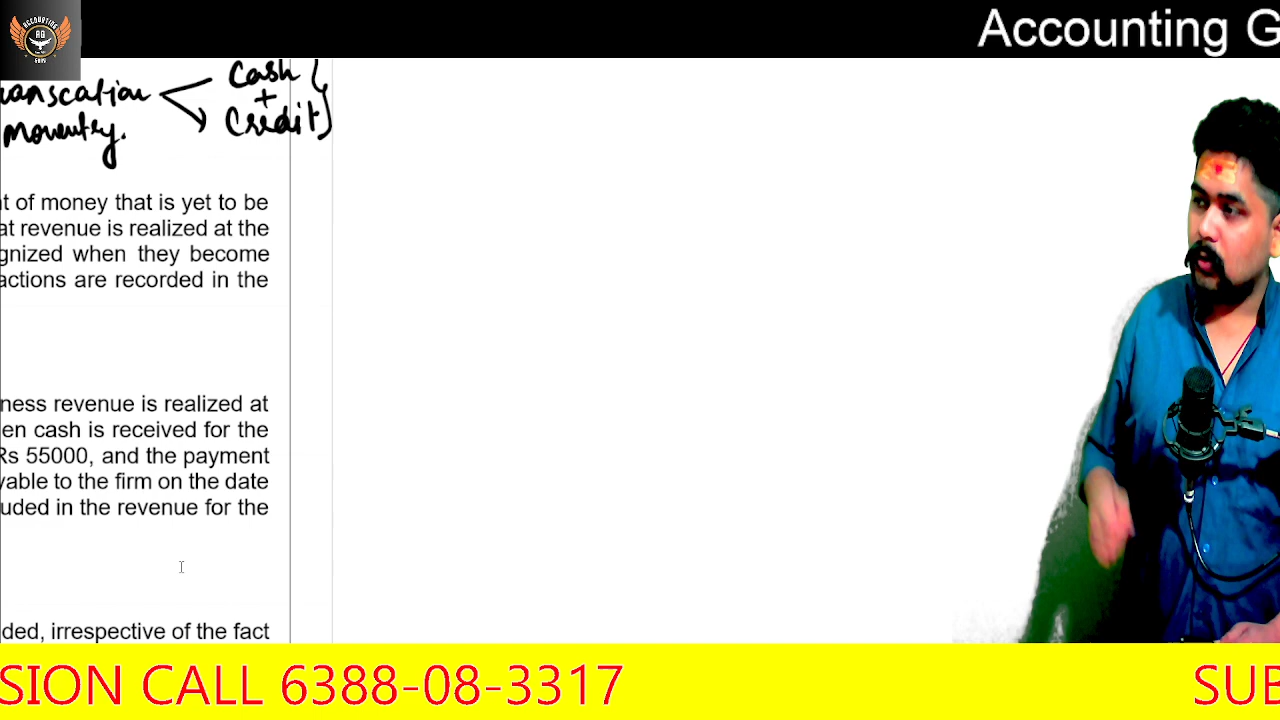 ACCOUNTING
AG
Accounting G
Cash
+
Credit
t of money that is yet to be
at revenue is realized at the
gnized when they become
actions are recorded in the
ness revenue is realized at
en cash is received for the
Rs 55000, and the payment
yable to the firm on the date
uded in the revenue for the
ded, irrespective of the fact
SION CALL 6388-08-3317
SUB